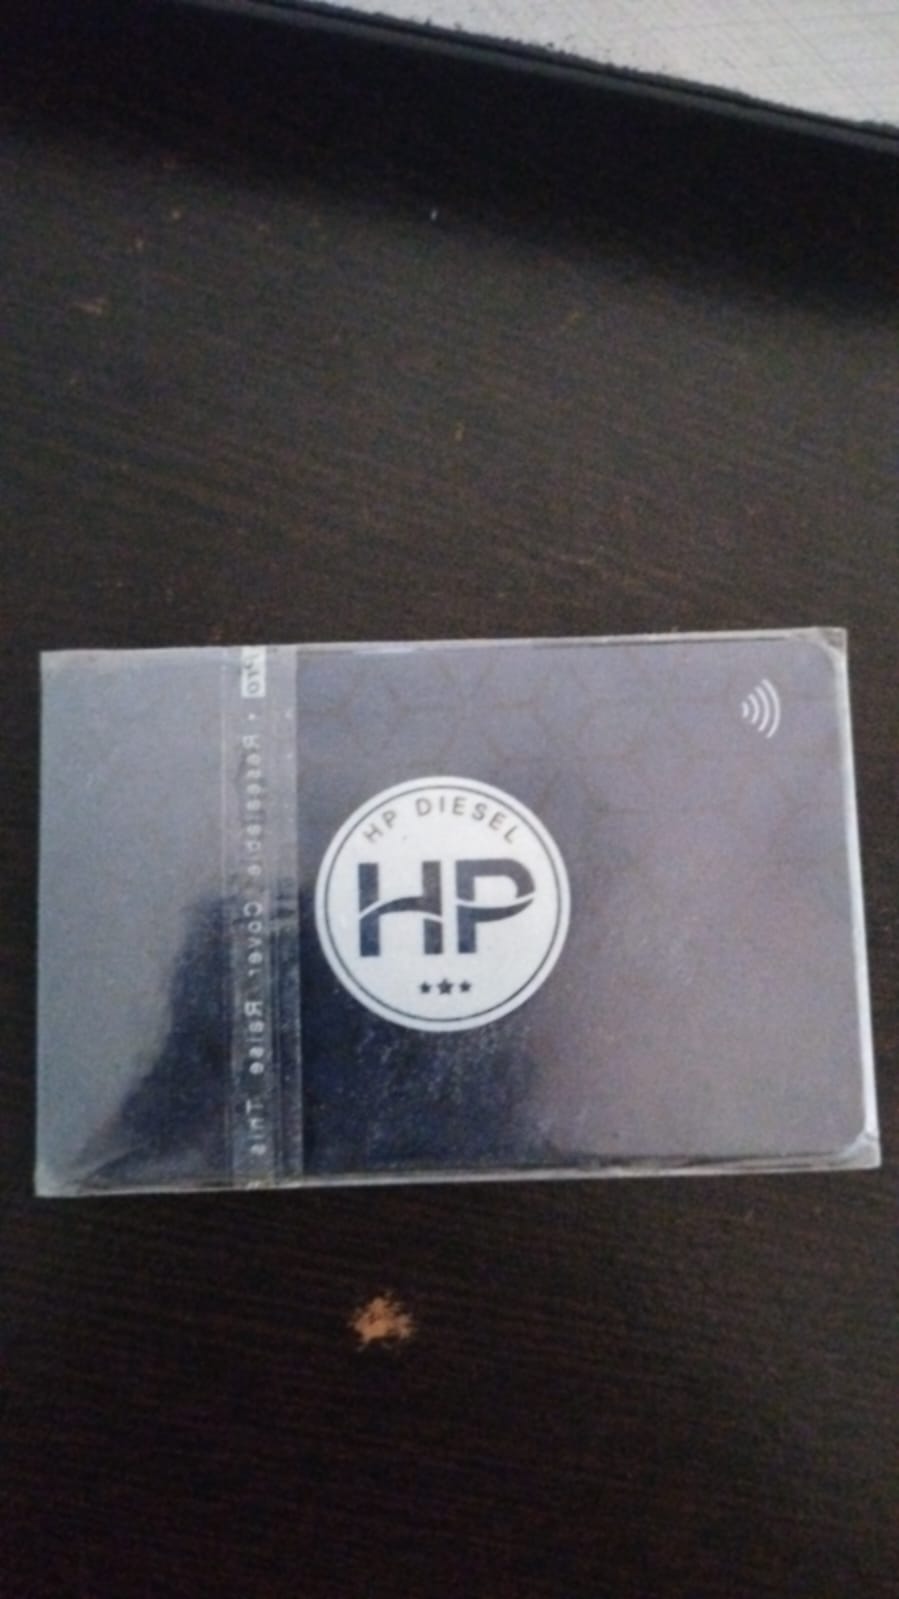 HP DIESEL
HP
Resealable Cover Raise This